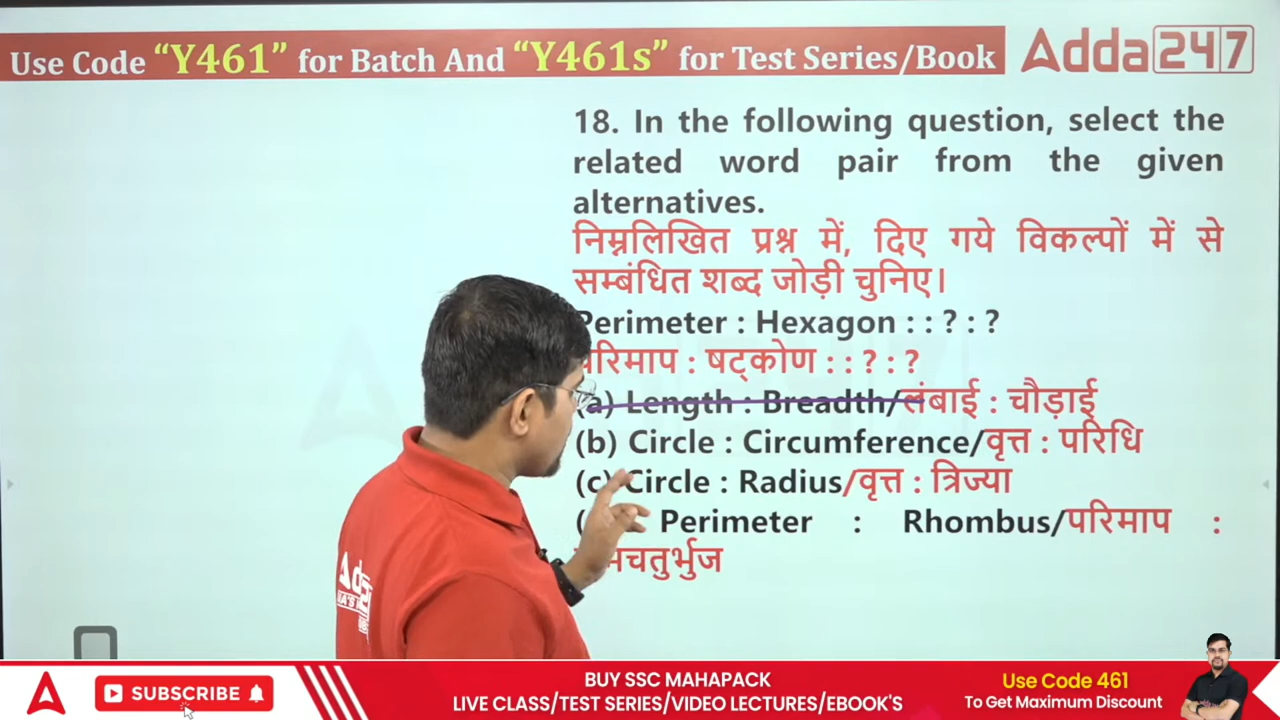 Use Code “Y461” for Batch And “Y461s” for Test Series/Book
Adda247
18. In the following question, select the
related word pair from the given
alternatives.
निम्नलिखित प्रश्न में, दिए गये विकल्पों में से
सम्बंधित शब्द जोड़ी चुनिए।
Perimeter : Hexagon : : ? : ?
परिमाप : षट्कोण : : ? : ?
(a) Length : Breadth/लंबाई : चौड़ाई
(b) Circle : Circumference/वृत्त : परिधि
(c) Circle : Radius/वृत्त : त्रिज्या
Perimeter : Rhombus/परिमाप :
SUBSCRIBE
BUY SSC MAHAPACK
LIVE CLASS/TEST SERIES/VIDEO LECTURES/EBOOK'S
Use Code 461
To Get Maximum Discount